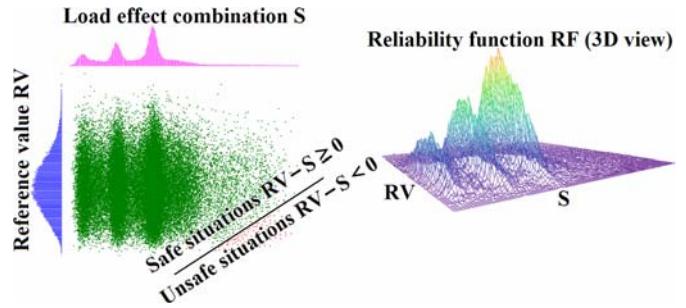 Load effect combination S
Reliability function RF (3D view)
Reference value RV
Safe situations RV−S ≥ 0
Unsafe situations RV−S < 0
RV
S